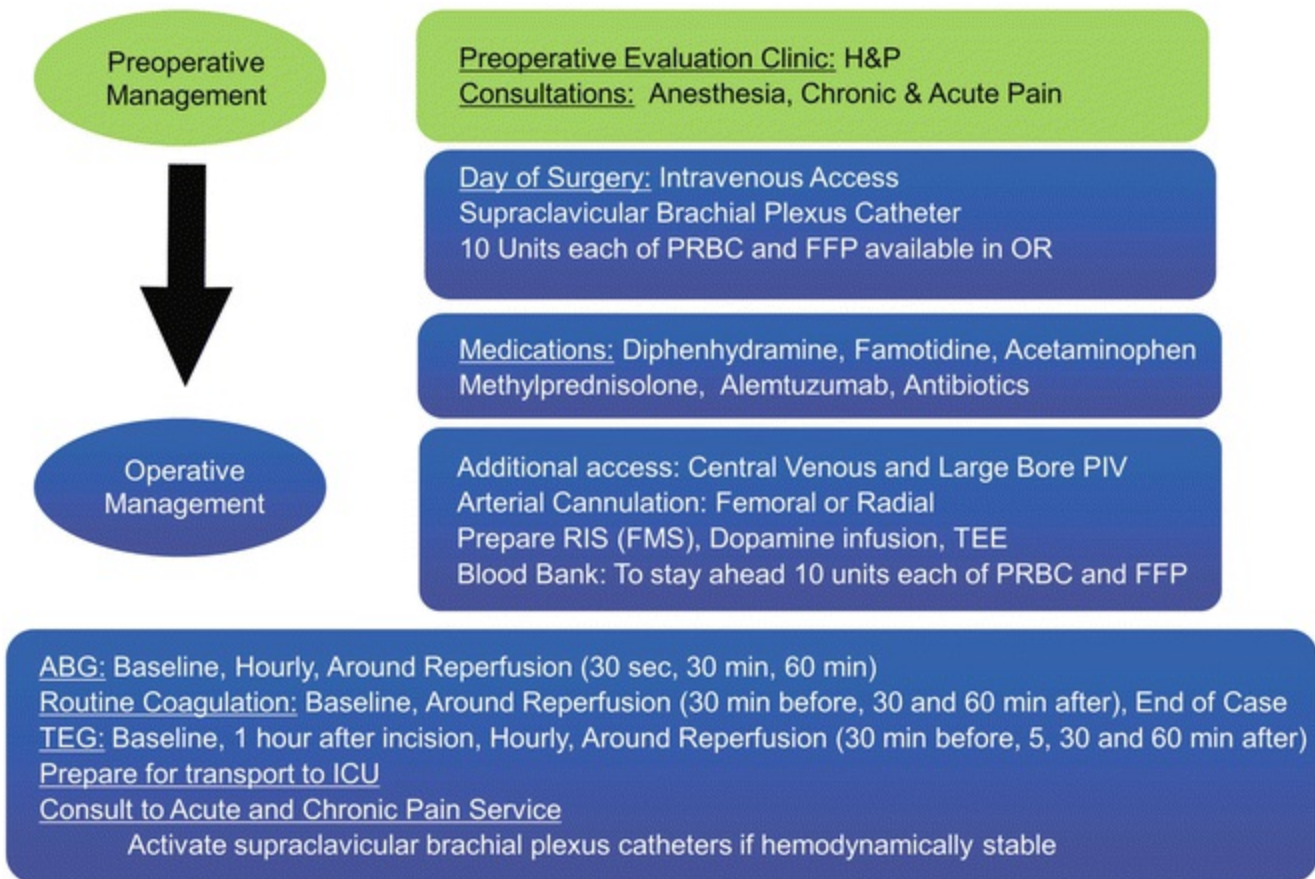 Preoperative
Management
Preoperative Evaluation Clinic: H&P
Consultations: Anesthesia, Chronic & Acute Pain
Day of Surgery: Intravenous Access
Supraclavicular Brachial Plexus Catheter
10 Units each of PRBC and FFP available in OR
Medications: Diphenhydramine, Famotidine, Acetaminophen
Methylprednisolone, Alemtuzumab, Antibiotics
Operative
Management
Additional access: Central Venous and Large Bore PIV
Arterial Cannulation: Femoral or Radial
Prepare RIS (FMS), Dopamine infusion, TEE
Blood Bank: To stay ahead 10 units each of PRBC and FFP
ABG: Baseline, Hourly, Around Reperfusion (30 sec, 30 min, 60 min)
Routine Coagulation: Baseline, Around Reperfusion (30 min before, 30 and 60 min after), End of Case
TEG: Baseline, 1 hour after incision, Hourly, Around Reperfusion (30 min before, 5, 30 and 60 min after)
Prepare for transport to ICU
Consult to Acute and Chronic Pain Service
Activate supraclavicular brachial plexus catheters if hemodynamically stable